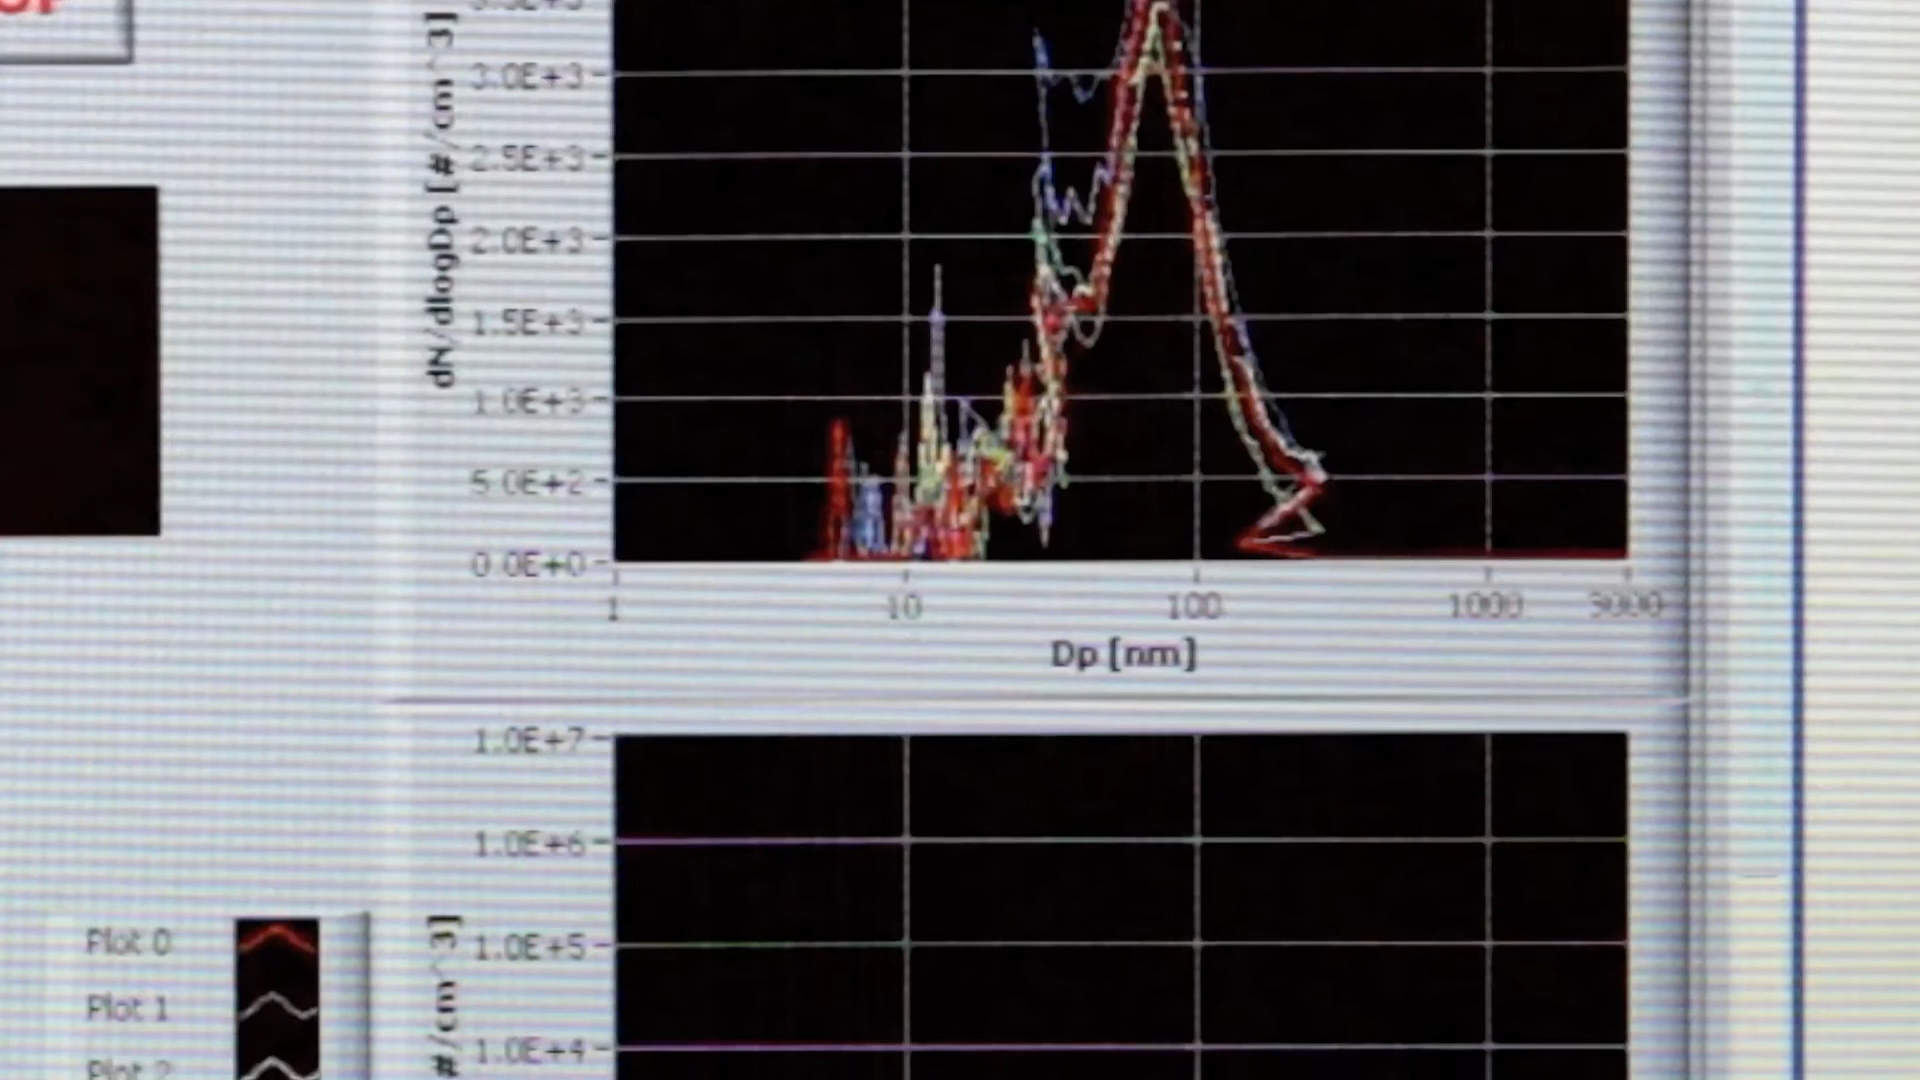 3.0E+3
2.5E+3
2.0E+3
1.5E+3
1.0E+3
5.0E+2
0.0E+0
dN/dlogDp [#/cm^3]
1 10 100 1000
Dp [nm]
1.0E+7
1.0E+6
1.0E+5
1.0E+4
#/cm^3]
Plot 0
Plot 1
Plot 2